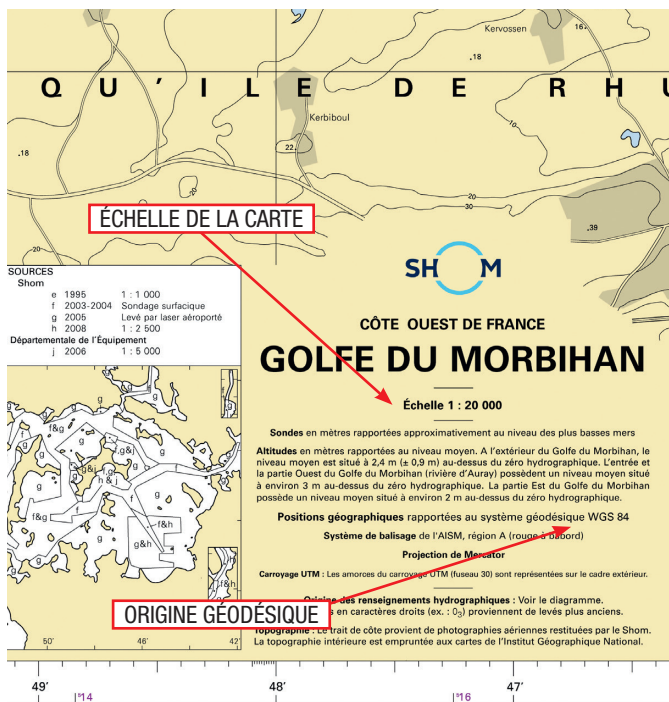 Kervossen
16
.18
QU'ILE DE RHU
Kerbiboul
22
10
.18
20
20
30
ÉCHELLE DE LA CARTE
.39
20
SHOM
SOURCES
Shom
e 1995 1 : 1 000
f 2003-2004 Sondage surfacique
g 2005 Levé par laser aéroporté
h 2008 1 : 2 500
Départementale de l'Équipement
j 2006 1 : 5 000
CÔTE OUEST DE FRANCE
GOLFE DU MORBIHAN
Échelle 1 : 20 000
Sondes en mètres rapportées approximativement au niveau des plus basses mers
Altitudes en mètres rapportées au niveau moyen. A l'extérieur du Golfe du Morbihan, le
niveau moyen est situé à 2,4 m (± 0,9 m) au-dessus du zéro hydrographique. L'entrée et
la partie Ouest du Golfe du Morbihan (rivière d'Auray) possèdent un niveau moyen situé
à environ 3 m au-dessus du zéro hydrographique. La partie Est du Golfe du Morbihan
possède un niveau moyen situé à environ 2 m au-dessus du zéro hydrographique.
Positions géographiques rapportées au système géodésique WGS 84
Système de balisage de l'AISM, région A (rouge à bâbord)
Projection de Mercator
Carroyage UTM : Les amorces du carroyage UTM (fuseau 30) sont représentées sur le cadre extérieur.
Origine des renseignements hydrographiques : Voir le diagramme.
ORIGINE GÉODÉSIQUE
en caractères droits (ex. : 0₃) proviennent de levés plus anciens.
Topographie : Le trait de côte provient de photographies aériennes restituées par le Shom.
La topographie intérieure est empruntée aux cartes de l'Institut Géographique National.
g
f&g
g
f&g
g
g&j
f,g
h & j
g
f&g
f&h
g&h
f&h
50'
46'
42'
49'
48'
47'
⁵14
⁵16